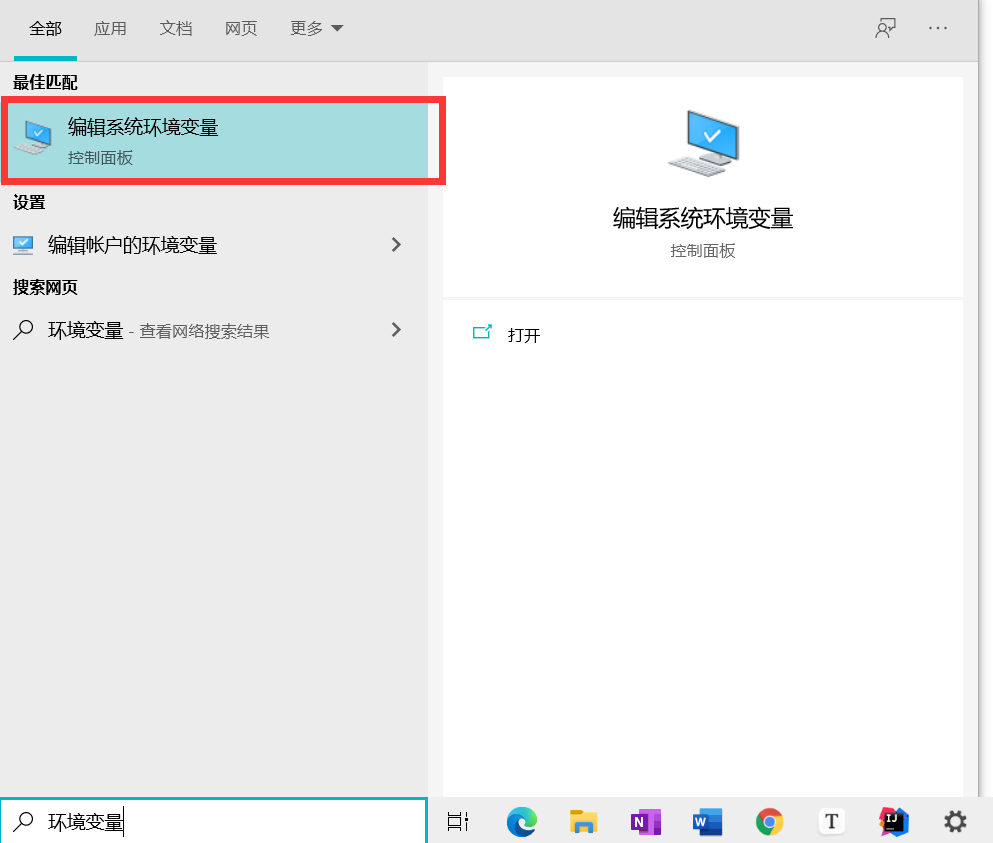 全部 应用 文档 网页 更多
最佳匹配
编辑系统环境变量
控制面板
设置
编辑帐户的环境变量
搜索网页
环境变量 - 查看网络搜索结果
编辑系统环境变量
控制面板
打开
环境变量
N W T IJ